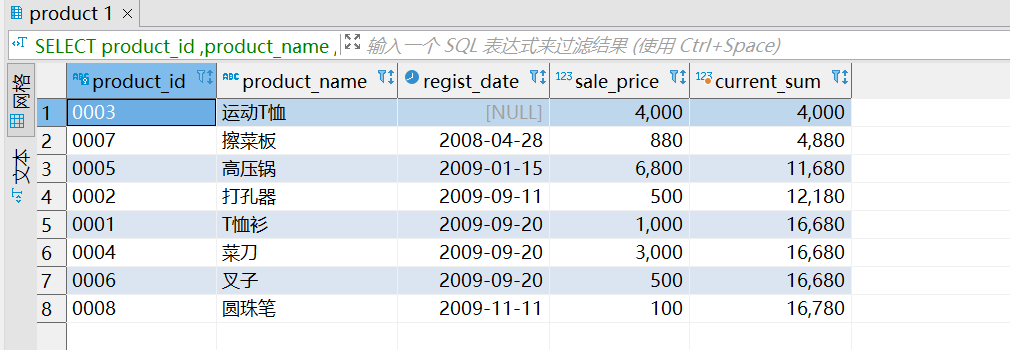 product 1
SELECT product_id ,product_name , 输入一个 SQL 表达式来过滤结果 (使用 Ctrl+Space)
网格
文本
ABC product_id ABC product_name regist_date 123 sale_price 123 current_sum
1 0003 运动T恤 [NULL] 4,000 4,000
2 0007 擦菜板 2008-04-28 880 4,880
3 0005 高压锅 2009-01-15 6,800 11,680
4 0002 打孔器 2009-09-11 500 12,180
5 0001 T恤衫 2009-09-20 1,000 16,680
6 0004 菜刀 2009-09-20 3,000 16,680
7 0006 叉子 2009-09-20 500 16,680
8 0008 圆珠笔 2009-11-11 100 16,780